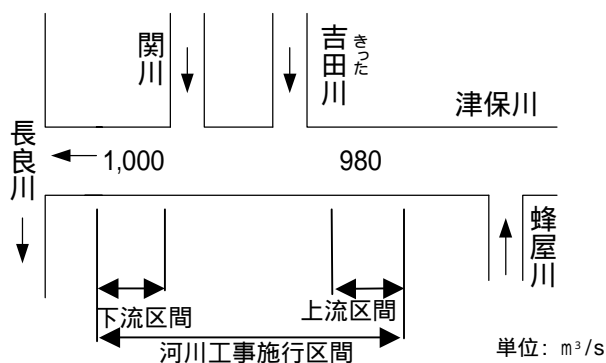 関川
吉田川
きった
津保川
長良川
1,000
980
蜂屋川
下流区間
上流区間
河川工事施行区間
単位: m³/s